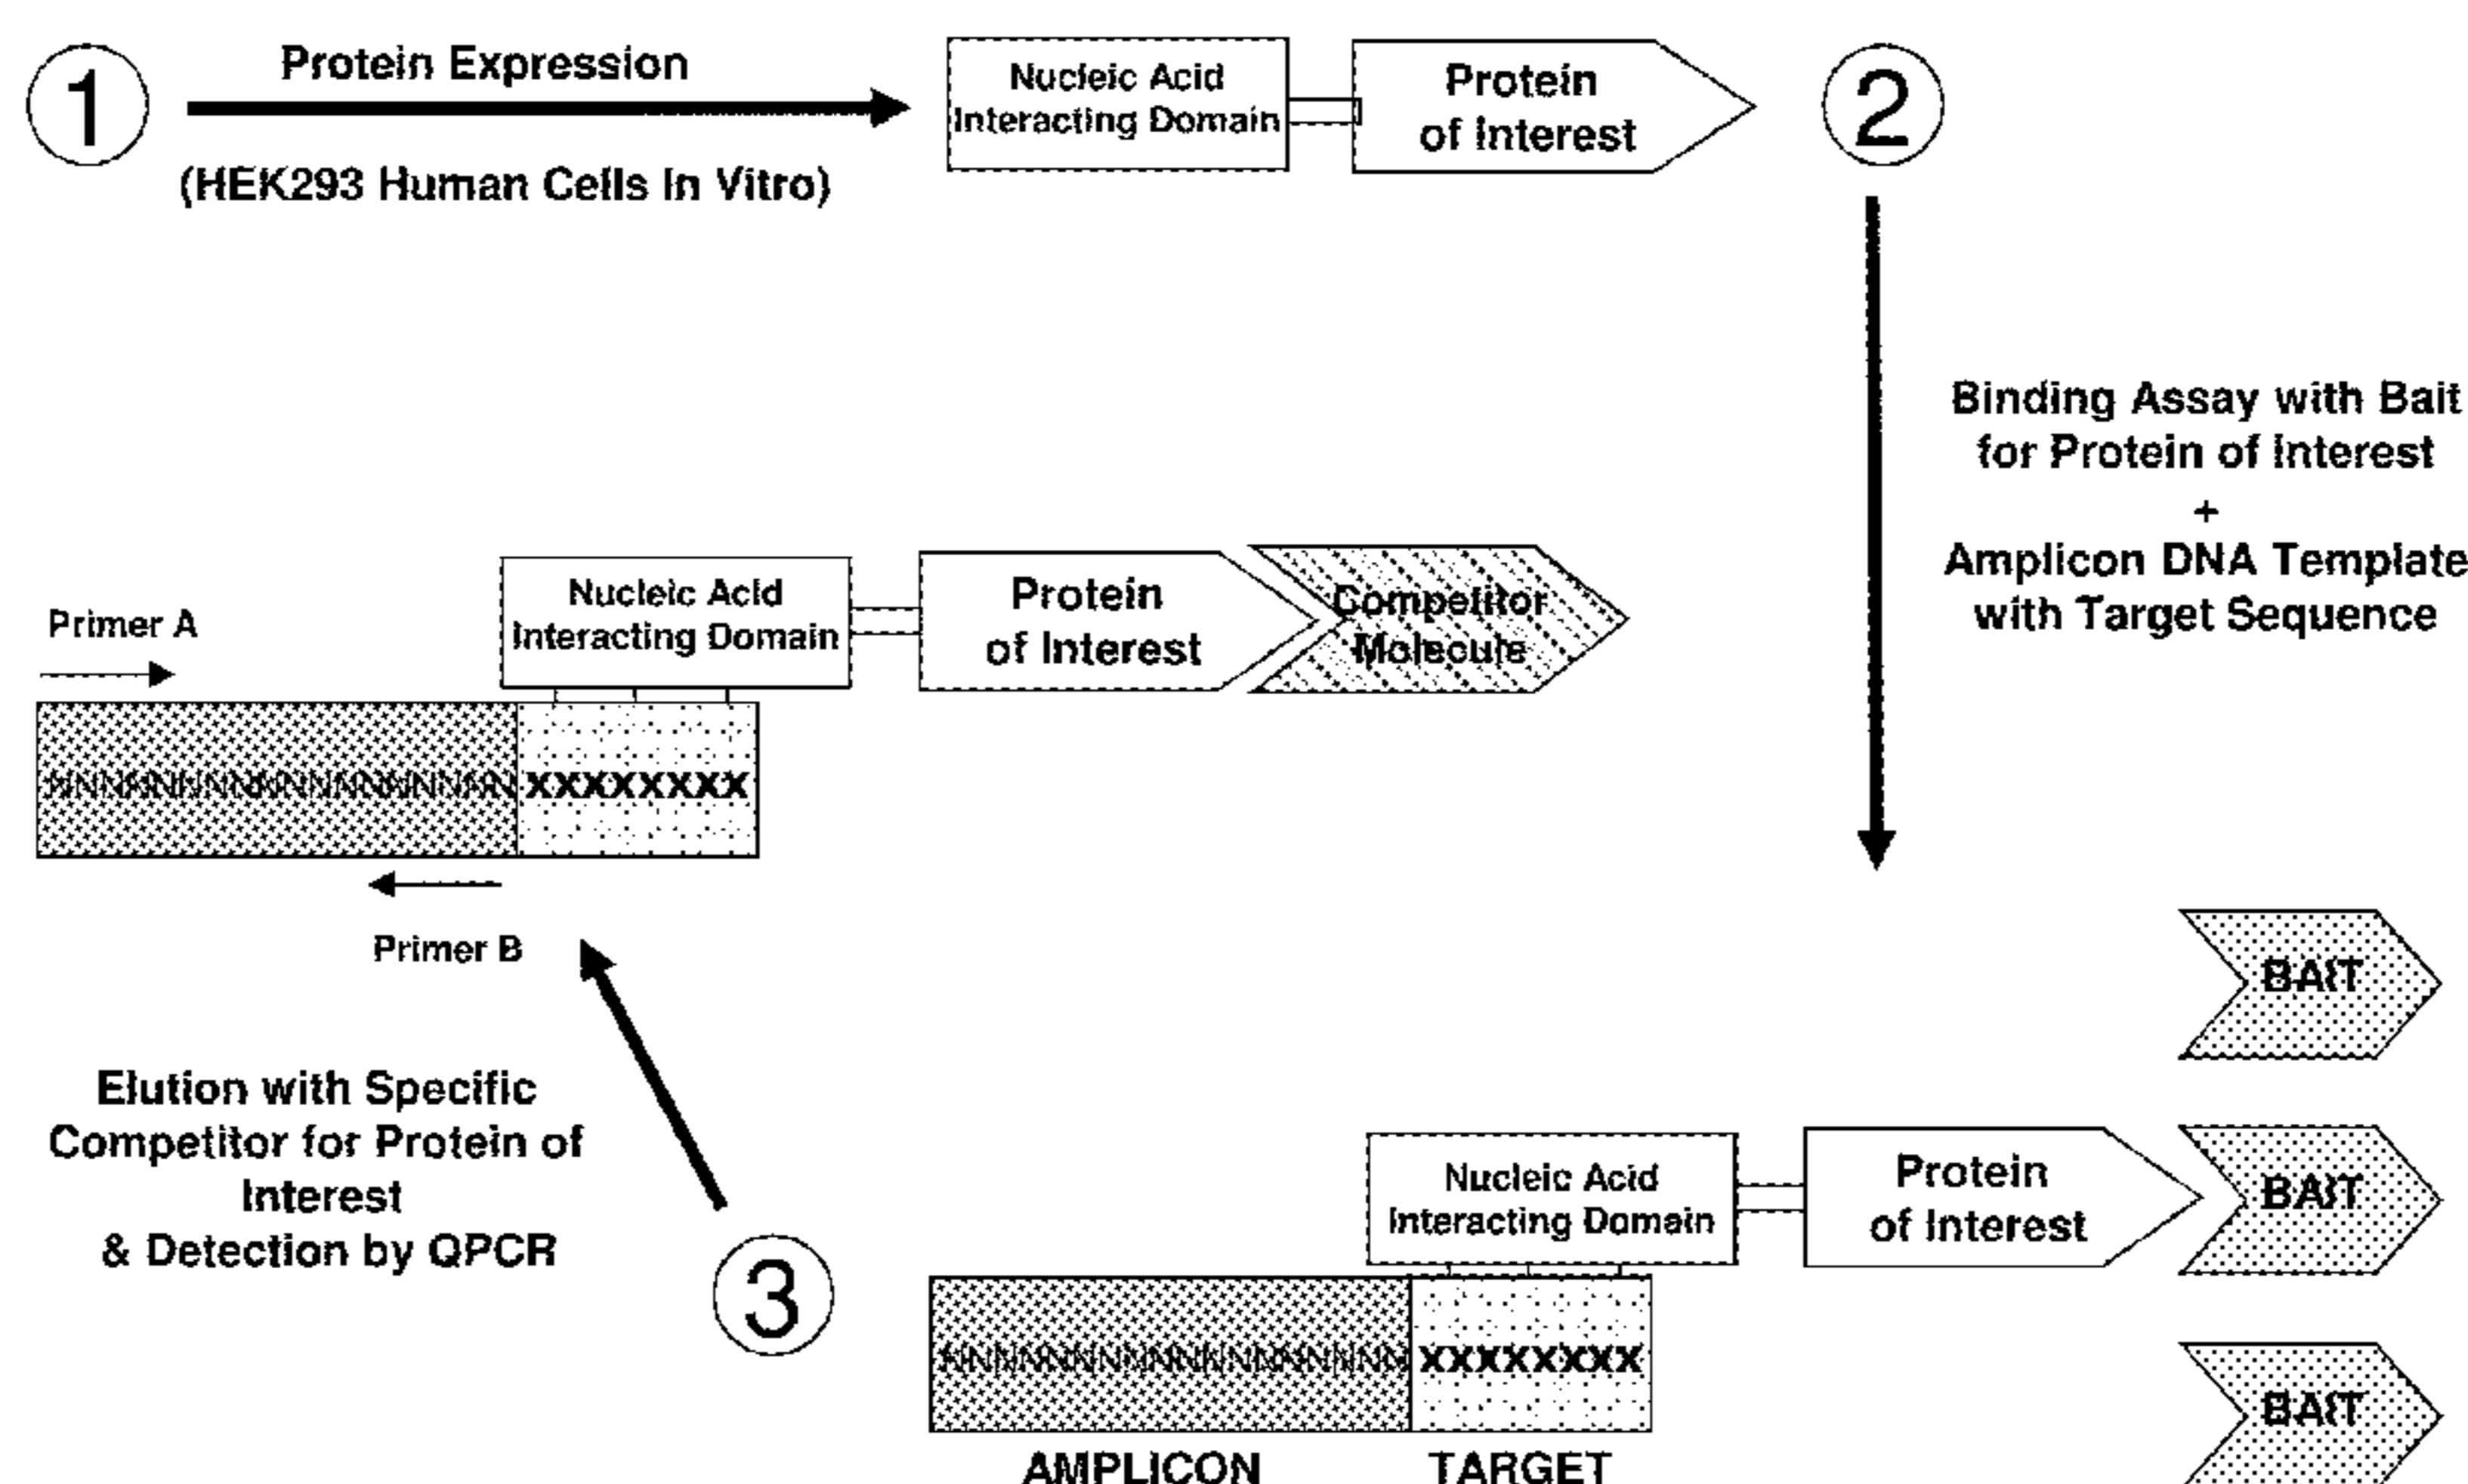 1
Protein Expression
(HEK293 Human Cells In Vitro)
Nucleic Acid
Interacting Domain
Protein
of Interest
2
Binding Assay with Bait
for Protein of Interest
+
Amplicon DNA Template
with Target Sequence
Primer A
Nucleic Acid
Interacting Domain
Protein
of Interest
Competitor
Molecule
XXXXXXXX
Primer B
Elution with Specific
Competitor for Protein of
Interest
& Detection by QPCR
3
Nucleic Acid
Interacting Domain
Protein
of Interest
BAIT
BAIT
BAIT
XXXXXXXX
AMPLICON
TARGET